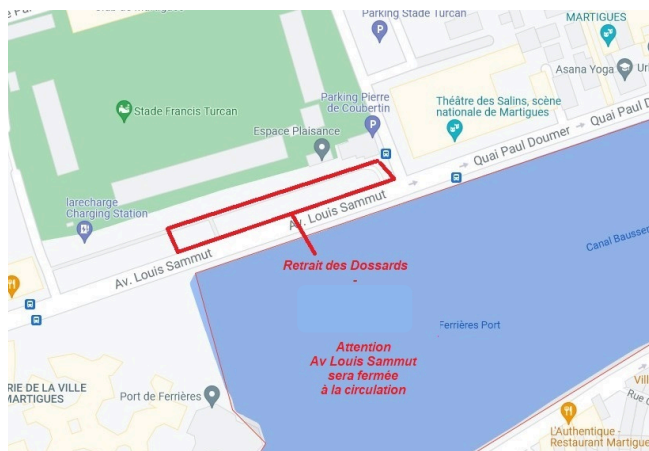 Parking Stade Turcan
MARTIGUES
Asana Yoga
Stade Francis Turcan
Parking Pierre
de Coubertin
Théâtre des Salins, scène
nationale de Martigues
Espace Plaisance
Quai Paul Doumer
Quai Paul D
larecharge
Charging Station
Av. Louis Sammut
Av. Louis Sammut
Canal Bausser
Retrait des Dossards
-
Ferrières Port
Attention
Av Louis Sammut
sera fermée
à la circulation
RIE DE LA VILLE
MARTIGUES
Port de Ferrières
Vill
Rue
L'Authentique -
Restaurant Martigue